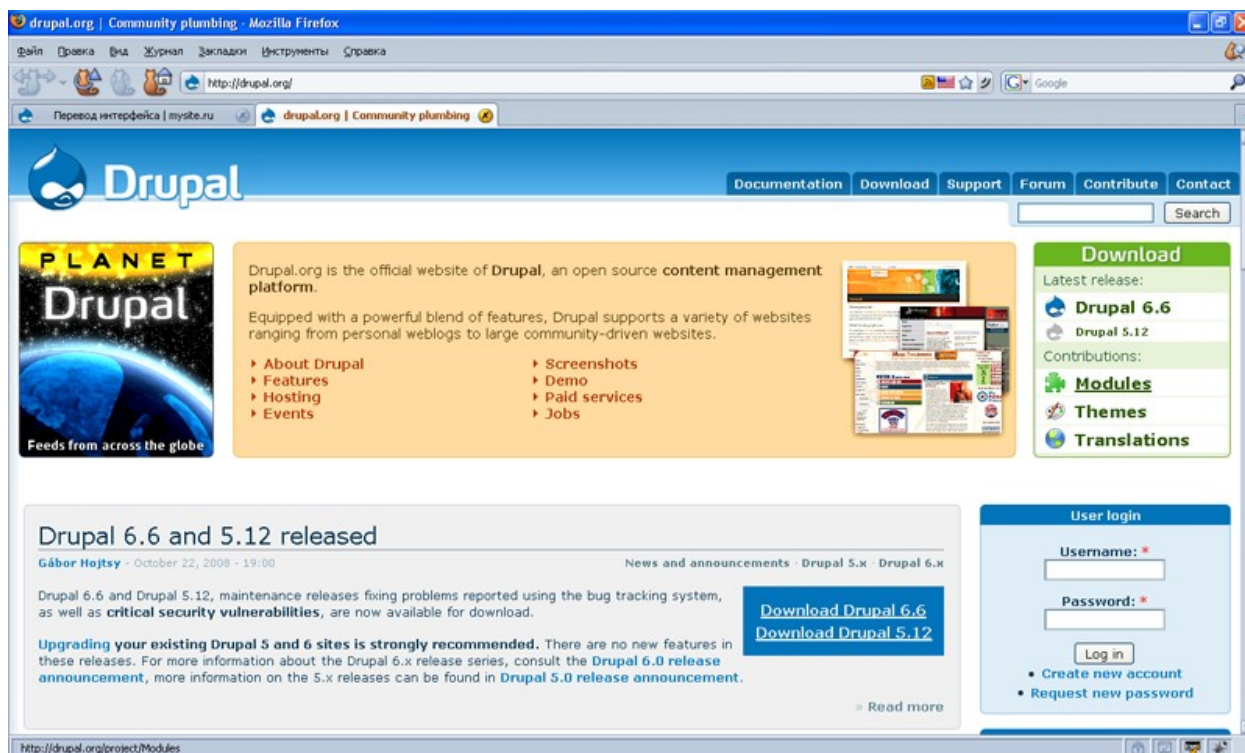 drupal.org | Community plumbing - Mozilla Firefox
Файл Правка Вид Журнал Закладки Инструменты Справка
http://drupal.org/
Google
Перевод интерфейса | mysite.ru
drupal.org | Community plumbing
Drupal
Documentation Download Support Forum Contribute Contact
Search
PLANET
Drupal
Feeds from across the globe
Drupal.org is the official website of Drupal, an open source content management
platform.
Equipped with a powerful blend of features, Drupal supports a variety of websites
ranging from personal weblogs to large community-driven websites.
About Drupal
Features
Hosting
Events
Screenshots
Demo
Paid services
Jobs
Download
Latest release:
Drupal 6.6
Drupal 5.12
Contributions:
Modules
Themes
Translations
Drupal 6.6 and 5.12 released
Gábor Hojtsy - October 22, 2008 - 19:00
News and announcements · Drupal 5.x · Drupal 6.x
Drupal 6.6 and Drupal 5.12, maintenance releases fixing problems reported using the bug tracking system,
as well as critical security vulnerabilities, are now available for download.
Download Drupal 6.6
Download Drupal 5.12
Upgrading your existing Drupal 5 and 6 sites is strongly recommended. There are no new features in
these releases. For more information about the Drupal 6.x release series, consult the Drupal 6.0 release
announcement, more information on the 5.x releases can be found in Drupal 5.0 release announcement.
» Read more
User login
Username: *
Password: *
Log in
• Create new account
• Request new password
http://drupal.org/project/Modules